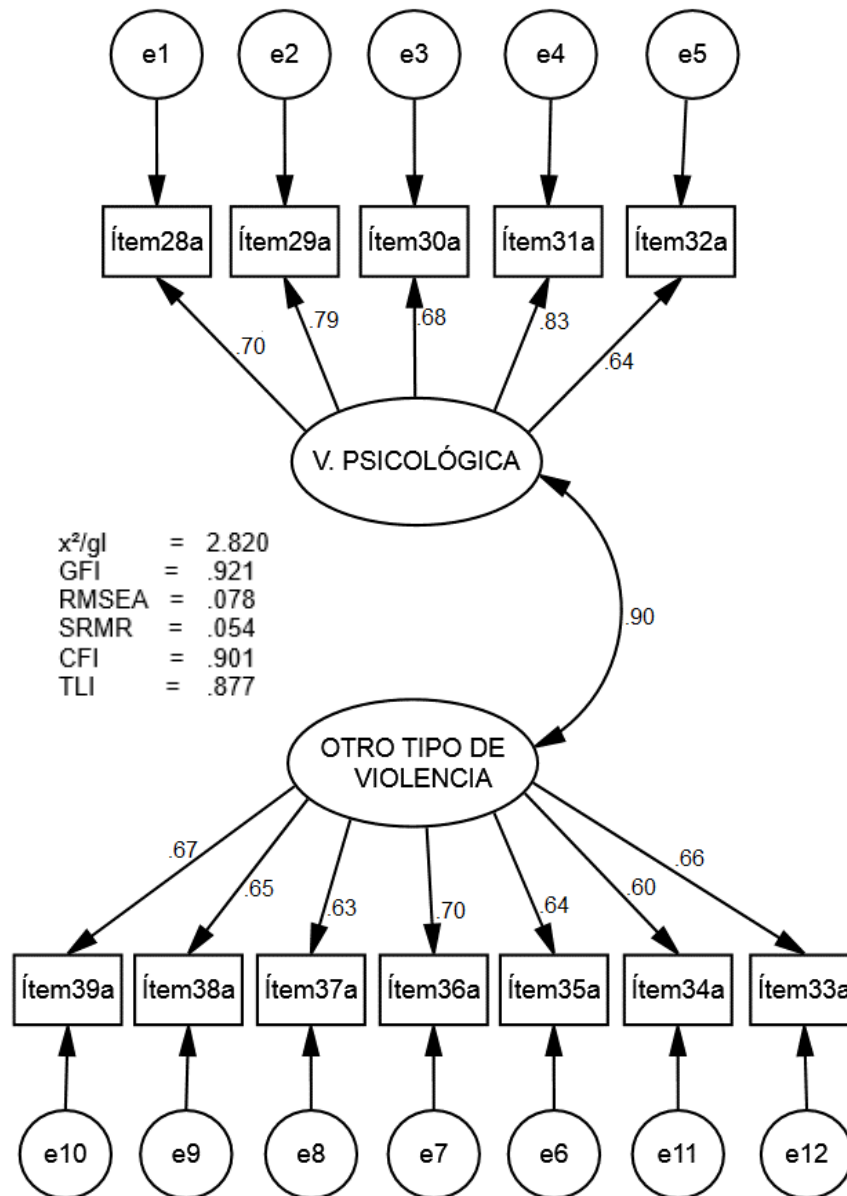 e1 e2 e3 e4 e5
Ítem28a Ítem29a Ítem30a Ítem31a Ítem32a
.70 .79 .68 .83 .64
V. PSICOLÓGICA
x²/gl = 2.820
GFI = .921
RMSEA = .078
SRMR = .054
CFI = .901
TLI = .877
.90
OTRO TIPO DE
VIOLENCIA
.67 .65 .63 .70 .64 .60 .66
Ítem39a Ítem38a Ítem37a Ítem36a Ítem35a Ítem34a Ítem33a
e10 e9 e8 e7 e6 e11 e12